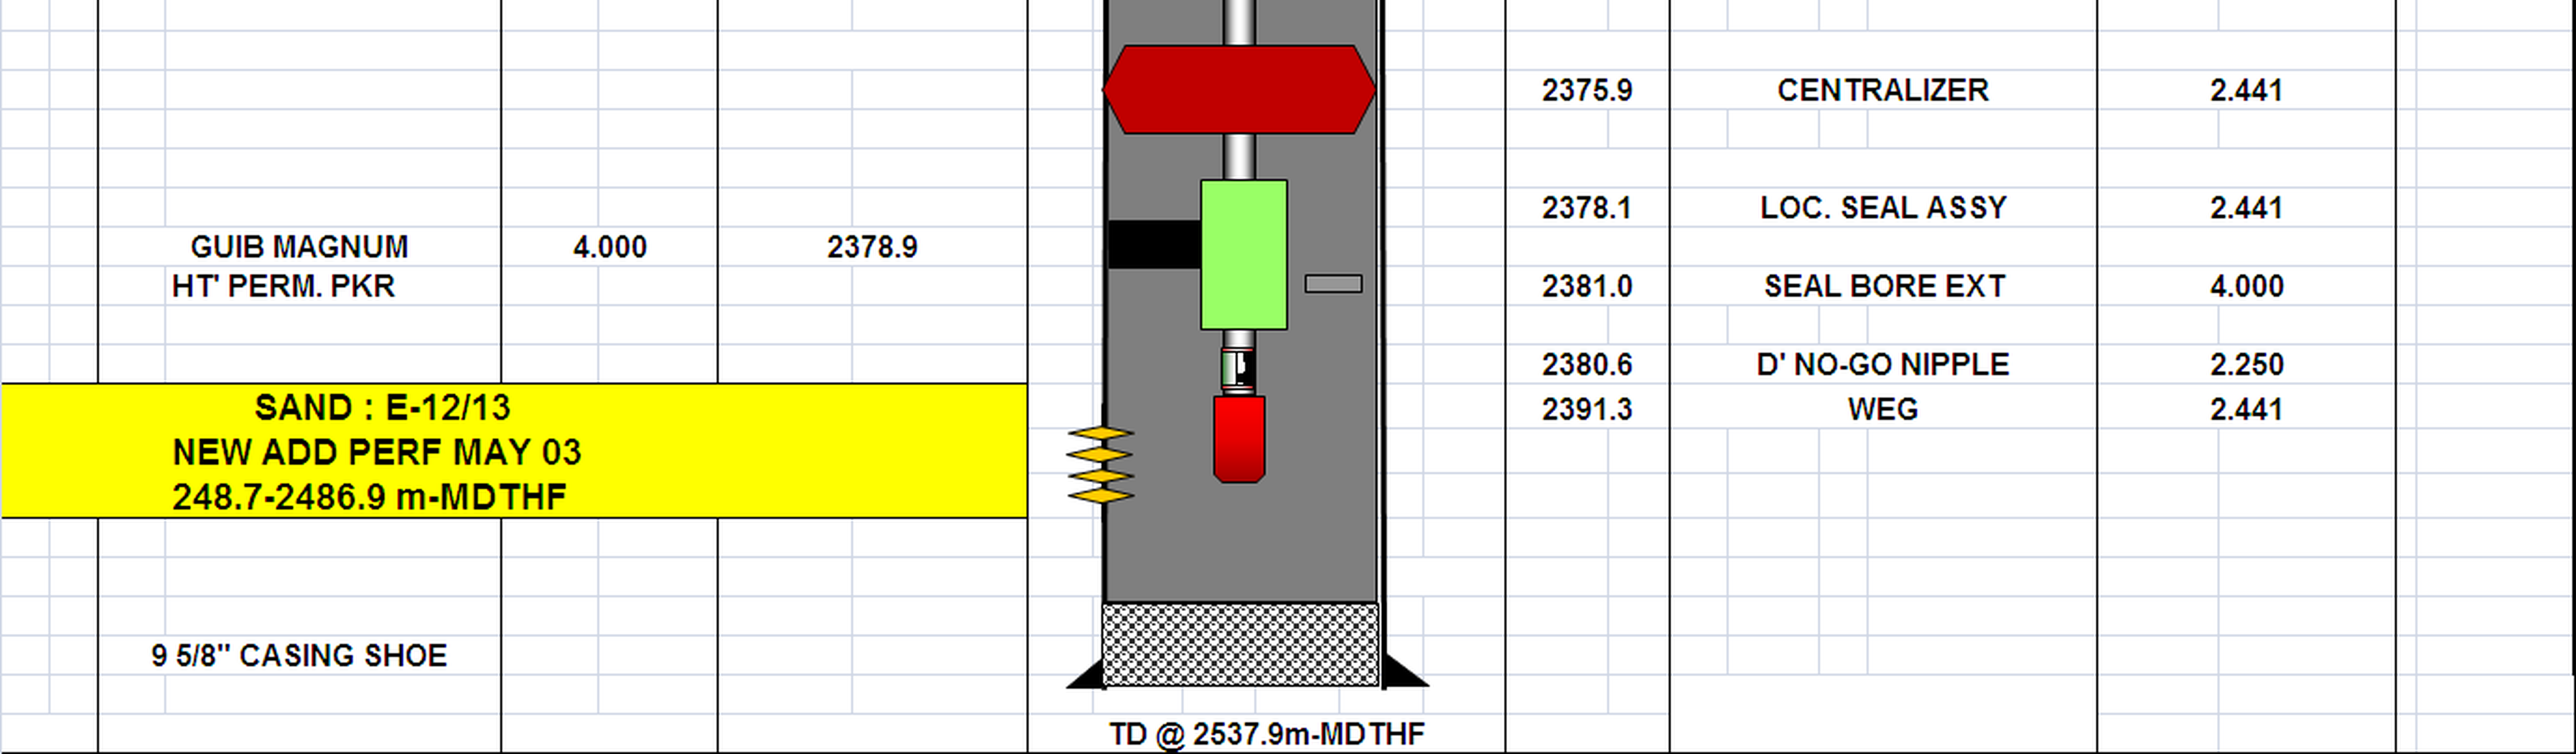 2375.9 CENTRALIZER 2.441
2378.1 LOC. SEAL ASSY 2.441
GUIB MAGNUM 4.000 2378.9
HT' PERM. PKR 2381.0 SEAL BORE EXT 4.000
2380.6 D' NO-GO NIPPLE 2.250
SAND : E-12/13 2391.3 WEG 2.441
NEW ADD PERF MAY 03
248.7-2486.9 m-MDTHF
9 5/8" CASING SHOE
TD @ 2537.9m-MDTHF